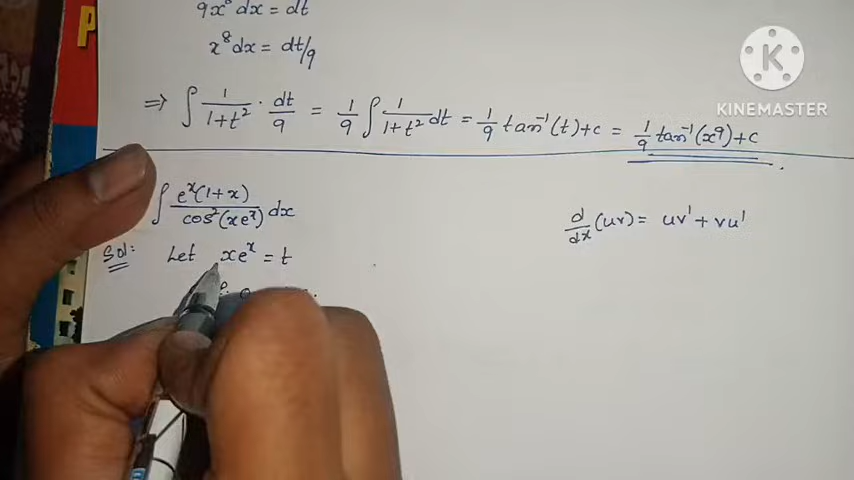 9x⁸ dx = dt
x⁸dx = dt/9
⇒ ∫ 1/(1+t²) · dt/9 = 1/9 ∫ 1/(1+t²) dt = 1/9 tan⁻¹(t)+c = 1/9 tan⁻¹(x⁹)+c
KINEMASTER
∫ eˣ(1+x)/cos²(xeˣ) dx
d/dx (uv) = uv' + vu'
Sol: Let xeˣ = t